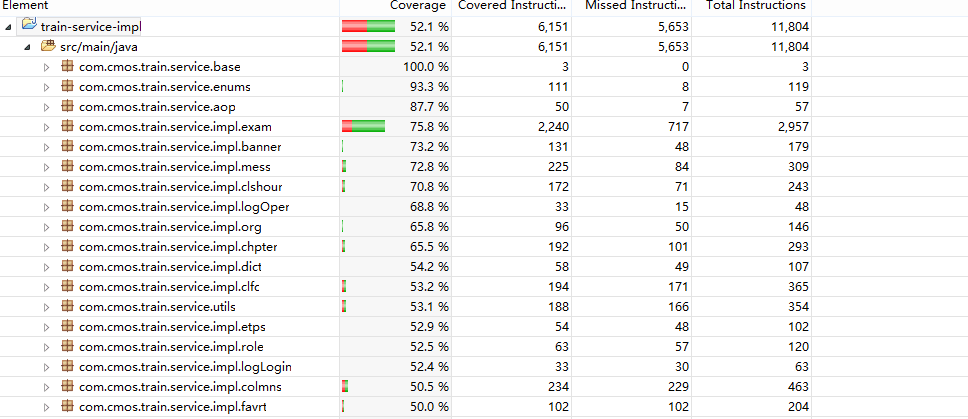 Element Coverage Covered Instructi... Missed Instructi... Total Instructions
train-service-impl 52.1 % 6,151 5,653 11,804
src/main/java 52.1 % 6,151 5,653 11,804
com.cmos.train.service.base 100.0 % 3 0 3
com.cmos.train.service.enums 93.3 % 111 8 119
com.cmos.train.service.aop 87.7 % 50 7 57
com.cmos.train.service.impl.exam 75.8 % 2,240 717 2,957
com.cmos.train.service.impl.banner 73.2 % 131 48 179
com.cmos.train.service.impl.mess 72.8 % 225 84 309
com.cmos.train.service.impl.clshour 70.8 % 172 71 243
com.cmos.train.service.impl.logOper 68.8 % 33 15 48
com.cmos.train.service.impl.org 65.8 % 96 50 146
com.cmos.train.service.impl.chpter 65.5 % 192 101 293
com.cmos.train.service.impl.dict 54.2 % 58 49 107
com.cmos.train.service.impl.clfc 53.2 % 194 171 365
com.cmos.train.service.utils 53.1 % 188 166 354
com.cmos.train.service.impl.etps 52.9 % 54 48 102
com.cmos.train.service.impl.role 52.5 % 63 57 120
com.cmos.train.service.impl.logLogin 52.4 % 33 30 63
com.cmos.train.service.impl.colmns 50.5 % 234 229 463
com.cmos.train.service.impl.favrt 50.0 % 102 102 204